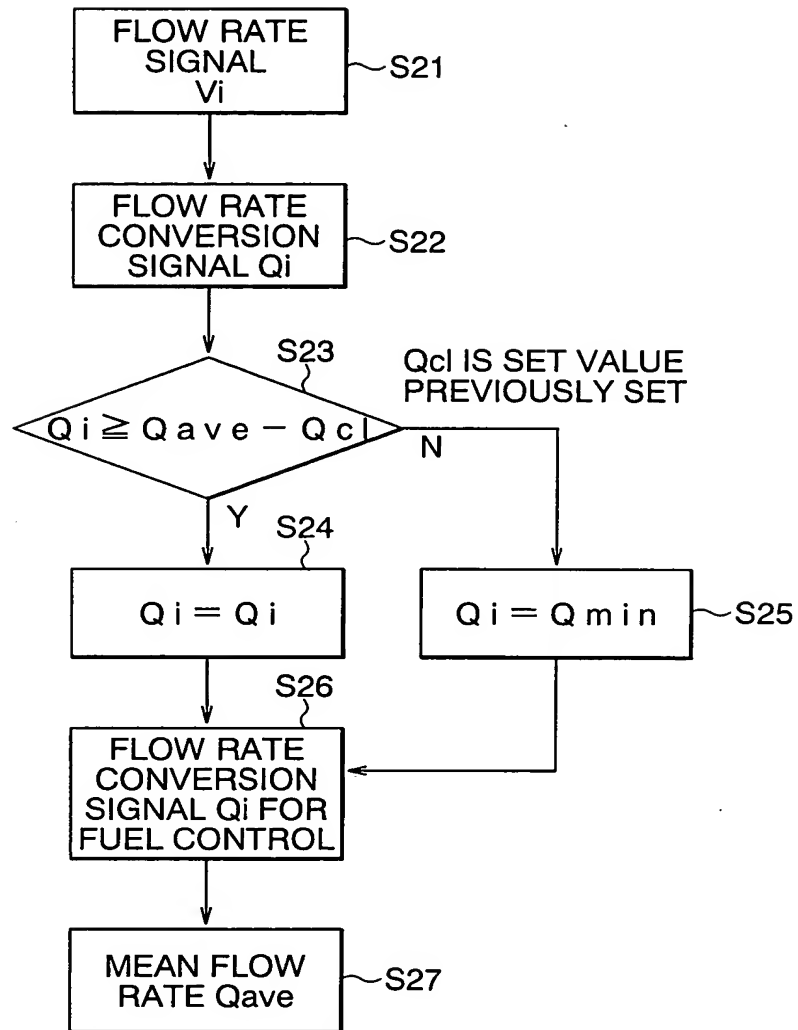 FLOW RATE
SIGNAL
Vi
S21
FLOW RATE
CONVERSION
SIGNAL Qi
S22
S23
Qcl IS SET VALUE
PREVIOUSLY SET
Qi ≧ Qave − Qcl
N
Y
S24
Qi = Qi
Qi = Qmin
S25
S26
FLOW RATE
CONVERSION
SIGNAL Qi FOR
FUEL CONTROL
MEAN FLOW
RATE Qave
S27